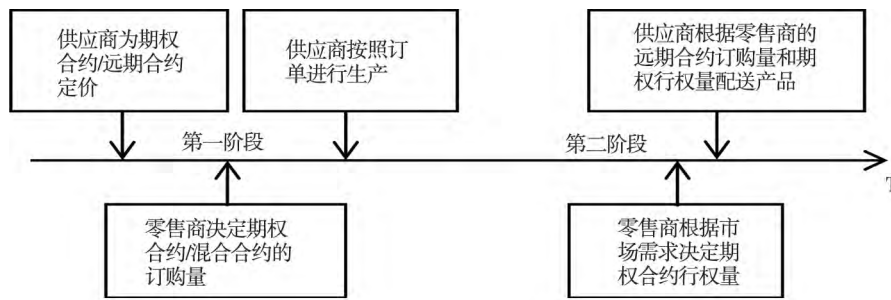 供应商为期权
合约/远期合约
定价
供应商按照订
单进行生产
供应商根据零售商的
远期合约订购量和期
权行权量配送产品
第一阶段
第二阶段
T
零售商决定期权
合约/混合合约的
订购量
零售商根据市
场需求决定期
权合约行权量